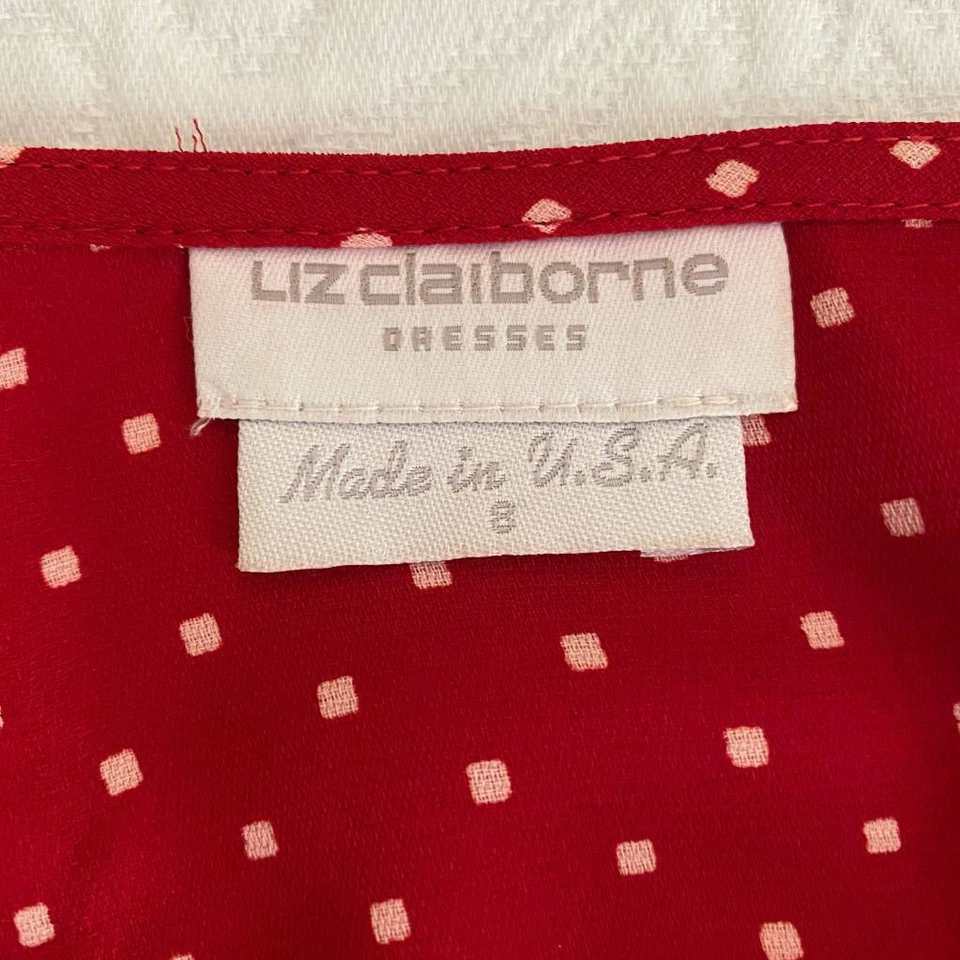 Liz claiborne
DRESSES
Made in U.S.A.
8